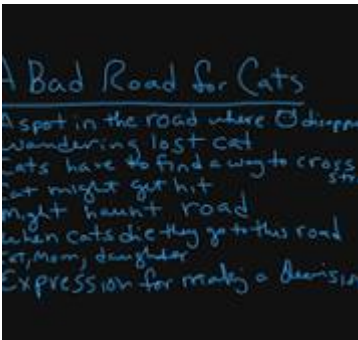 A Bad Road for Cats
A spot in the road where disappe
wandering lost cat
Cats have to find a way to cross
Cat might get hit
might haunt road
when cats die they go to this road
Cat, Mom, daughter
Expression for making a Decision